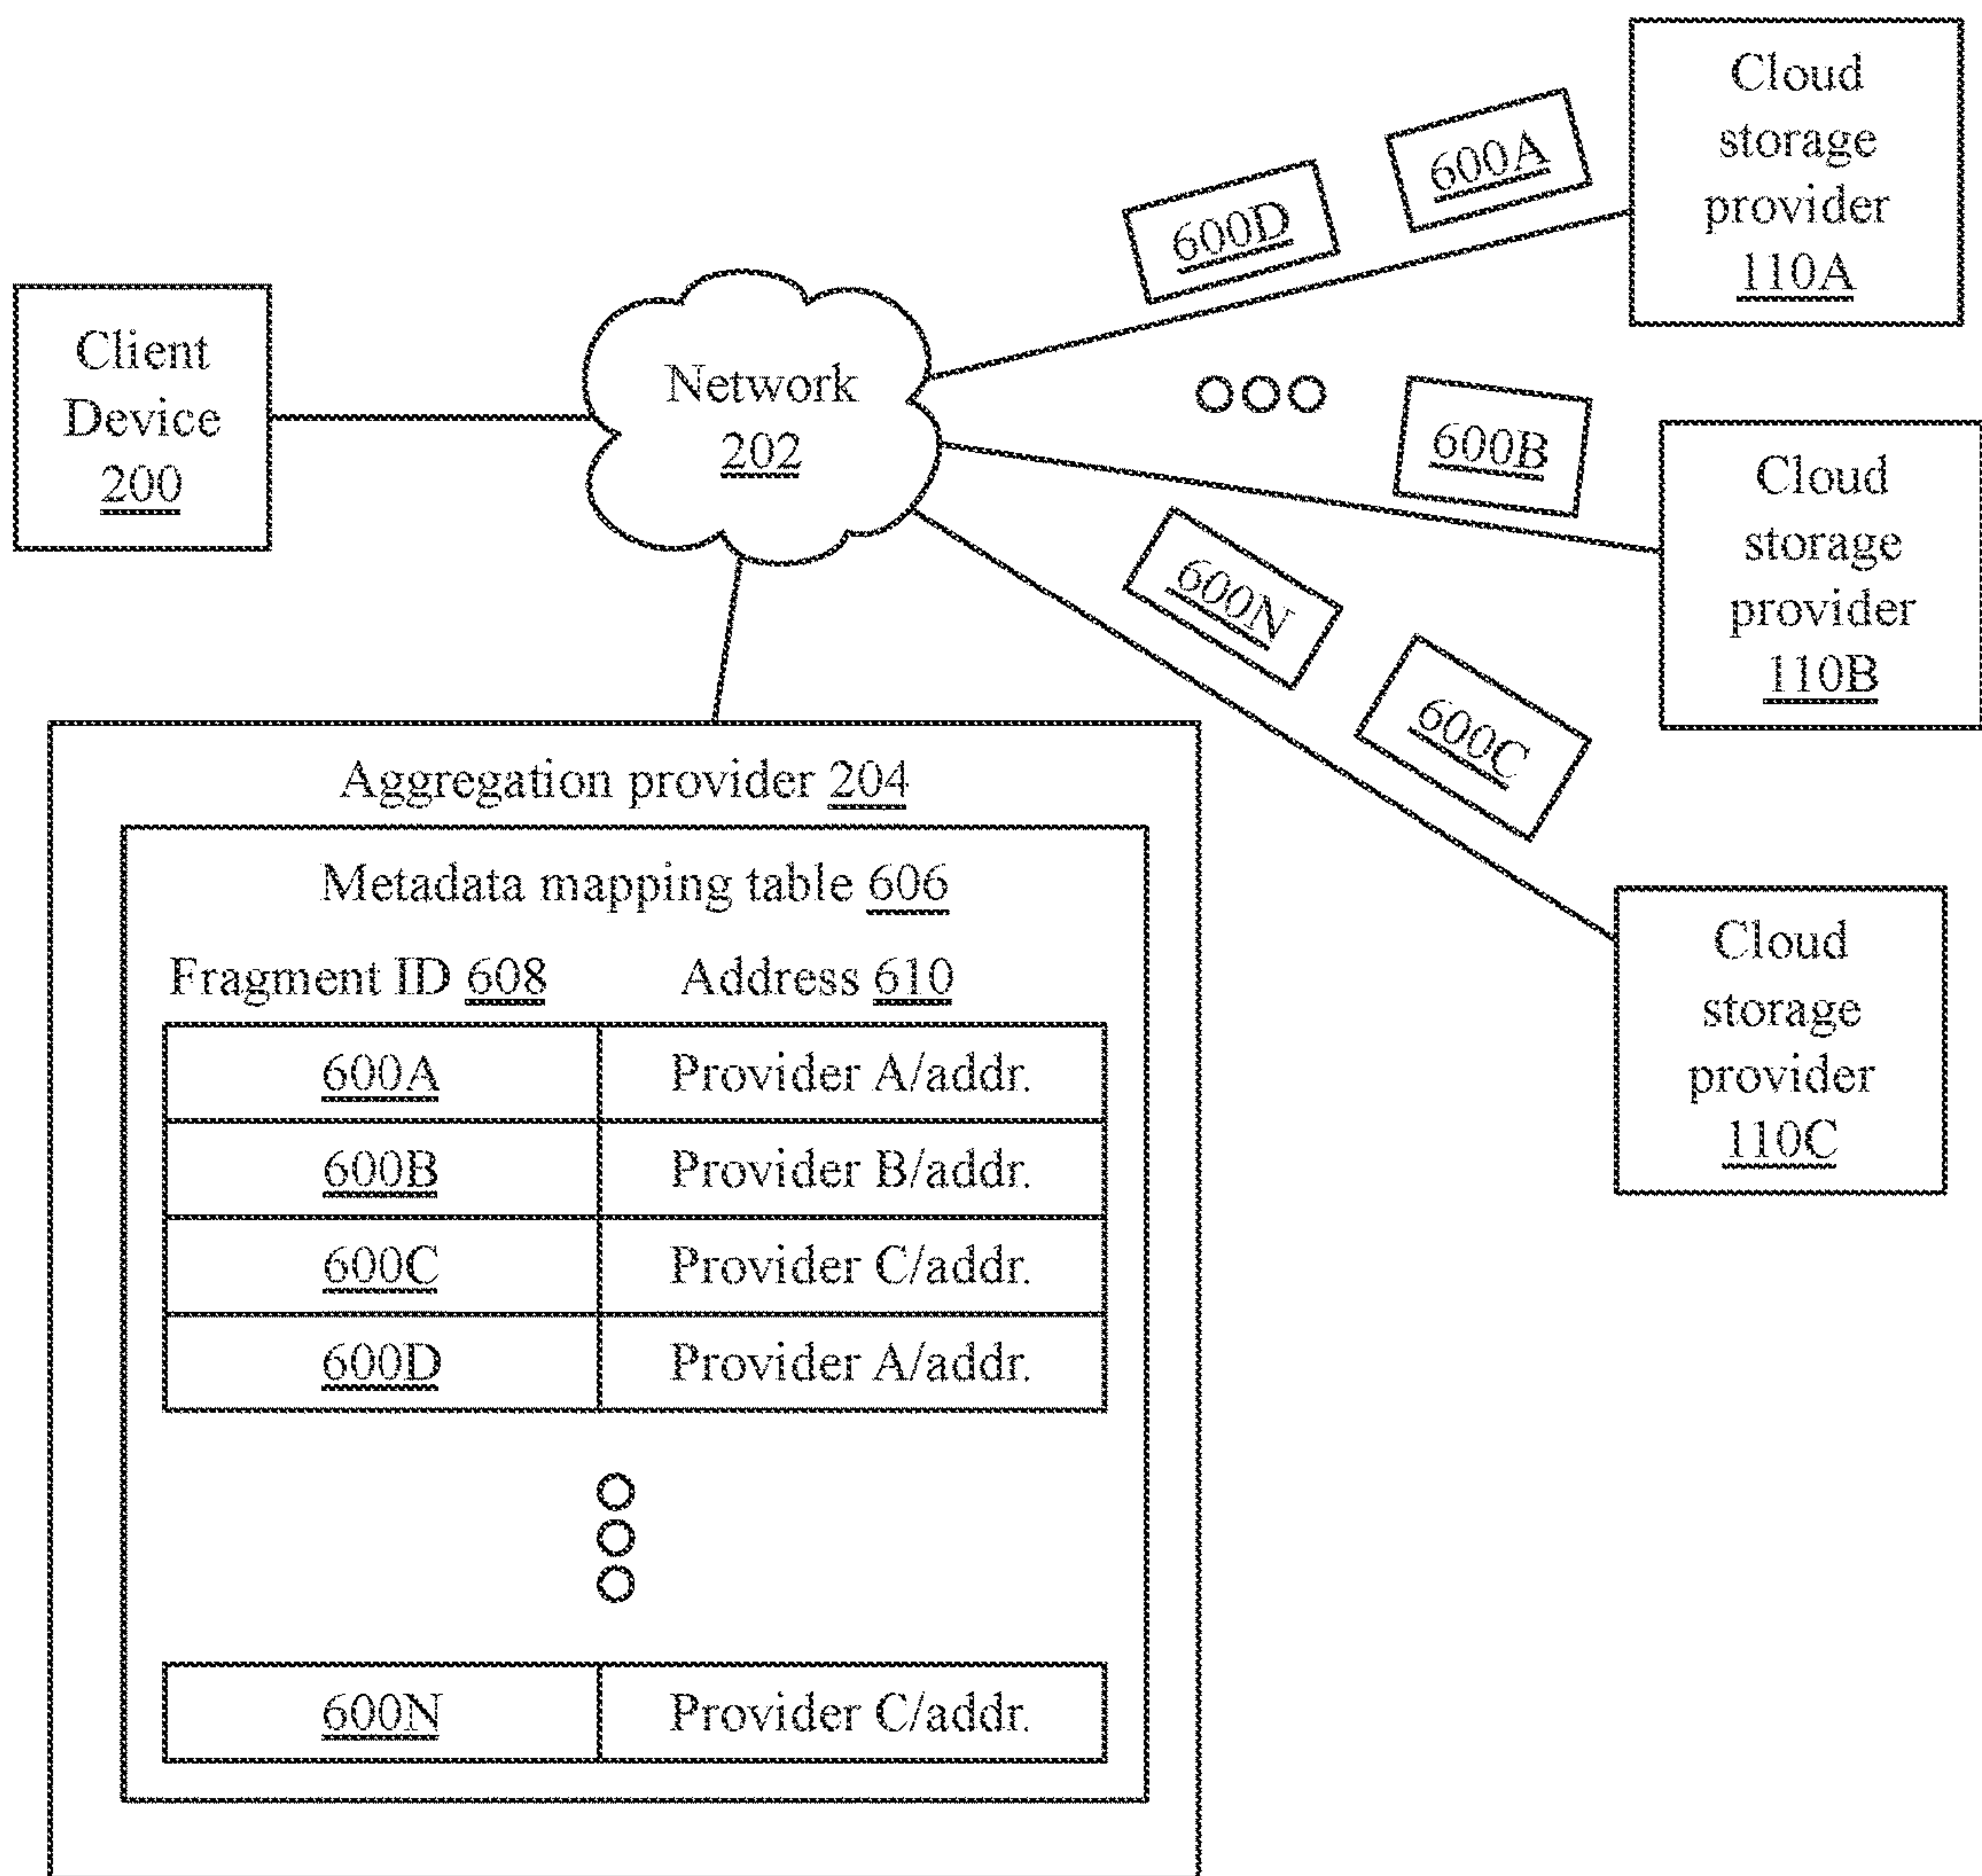 Cloud
storage
provider
110A
600A
600D
Client
Device
200
Network
202
600B
Cloud
storage
provider
110B
600N
600C
Cloud
storage
provider
110C
Aggregation provider 204
Metadata mapping table 606
Fragment ID 608 Address 610
600A Provider A/addr.
600B Provider B/addr.
600C Provider C/addr.
600D Provider A/addr.
600N Provider C/addr.